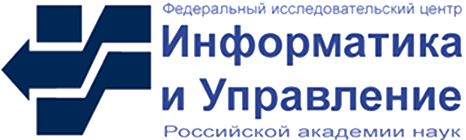 Федеральный исследовательский центр
Информатика
и Управление
Российской академии наук